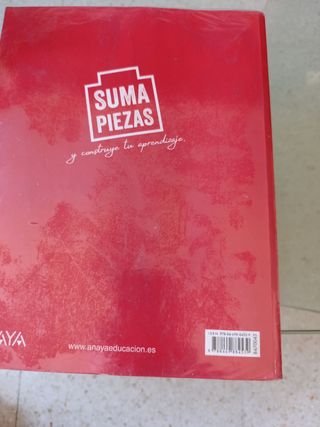 SUMA
PIEZAS
y construye tu aprendizaje.
AYA
www.anayaeducacion.es